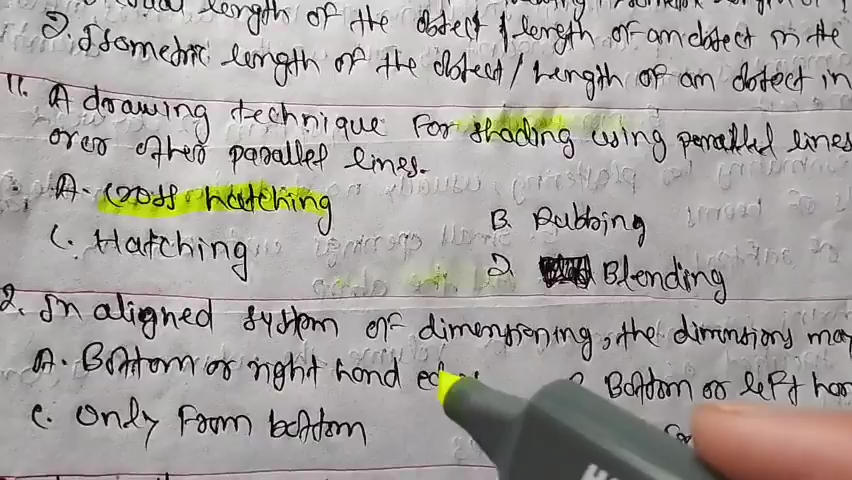 length of the object / length of an object in the
D. Isometric length of the object / Length of an object in
11. A drawing technique for shading using parallel lines
over other parallel lines.
A. Cross hatching
B. Rubbing
C. Hatching
D. Blending
2. In aligned system of dimensioning, the dimensions may
A. Bottom or right hand
Bottom or left
C. Only from bottom